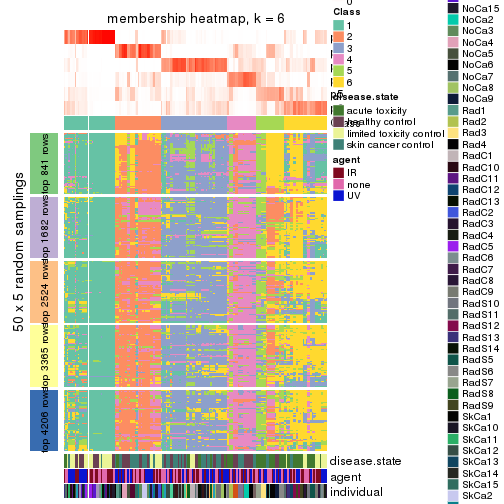 membership heatmap, k = 6
50 x 5 random samplings
top 841 rows
1682 rows
2524 rows
3365 rows
top 4206 rows
disease.state
agent
individual
Class
1
2
3
4
5
6
disease.state
acute toxicity
healthy control
limited toxicity control
skin cancer control
agent
IR
none
UV
NoCa15
NoCa2
NoCa3
NoCa4
NoCa5
NoCa6
NoCa7
NoCa8
NoCa9
Rad1
Rad2
Rad3
Rad4
RadC1
RadC10
RadC11
RadC12
RadC13
RadC2
RadC3
RadC4
RadC5
RadC6
RadC7
RadC8
RadC9
RadS10
RadS11
RadS12
RadS13
RadS14
RadS5
RadS6
RadS7
RadS8
RadS9
SkCa1
SkCa10
SkCa11
SkCa12
SkCa13
SkCa14
SkCa15
SkCa2